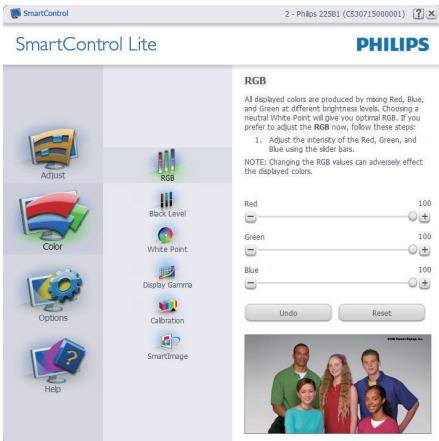 SmartControl
2 - Philips 225B1 (CS30715000001)
SmartControl Lite
PHILIPS
RGB
All displayed colors are produced by mixing Red, Blue,
and Green at different brightness levels. Choosing a
neutral White Point will give you optimal RGB. If you
prefer to adjust the RGB now, follow these steps:
1. Adjust the intensity of the Red, Green, and
Blue using the slider bars.
NOTE: Changing the RGB values can adversely effect
the displayed colors.
Adjust
Color
Options
Help
RGB
Black Level
White Point
Display Gamma
Calibration
SmartImage
Red 100
Green 100
Blue 100
Undo Reset